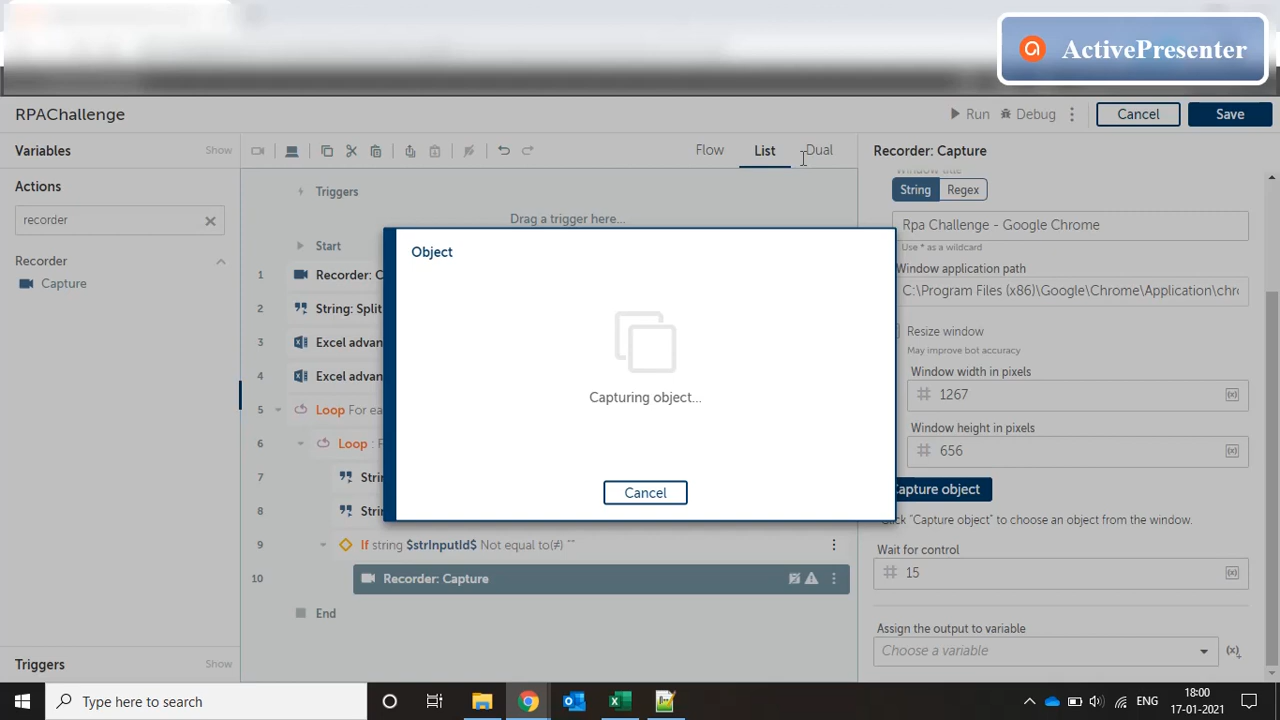 ActivePresenter
RPAChallenge
Run
Debug
Cancel
Save
Variables
Show
Flow
List
Dual
Recorder: Capture
Actions
Triggers
String
Regex
recorder
Drag a trigger here...
Rpa Challenge - Google Chrome
Use * as a wildcard
Start
Object
Recorder
Window application path
Capture
1
Recorder: C
C:\Program Files (x86)\Google\Chrome\Application\chr
2
String: Split
Resize window
3
Excel advan
May improve bot accuracy
Window width in pixels
4
Excel advan
1267
Capturing object...
5
Loop For ea
Window height in pixels
6
Loop :
656
7
Stri
Cancel
Capture object
8
Stri
Click "Capture object" to choose an object from the window.
9
If string $strInputId$ Not equal to(≠) ""
Wait for control
15
10
Recorder: Capture
End
Assign the output to variable
Choose a variable
Triggers
Show
Type here to search
ENG
18:00
17-01-2021